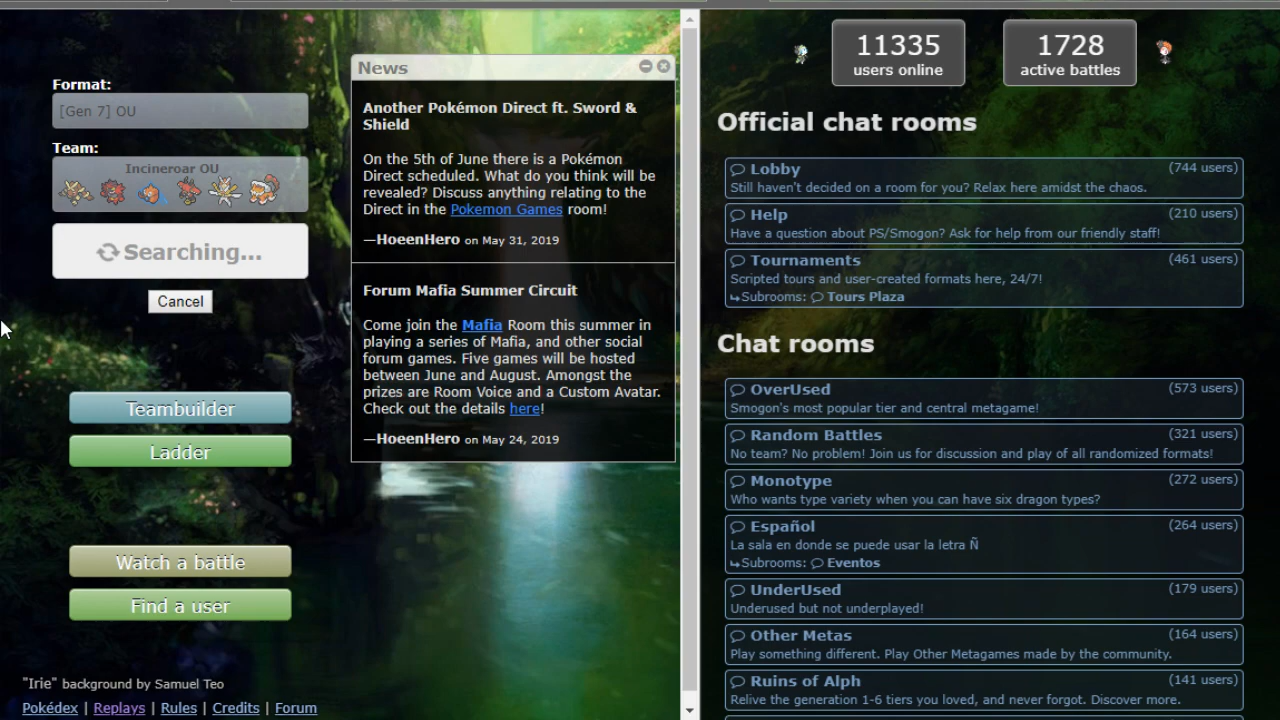 Format:
[Gen 7] OU
Team:
Incineroar OU
Searching...
Cancel
Teambuilder
Ladder
Watch a battle
Find a user
"Irie" background by Samuel Teo
Pokédex | Replays | Rules | Credits | Forum
News
Another Pokémon Direct ft. Sword &
Shield
On the 5th of June there is a Pokémon
Direct scheduled. What do you think will be
revealed? Discuss anything relating to the
Direct in the Pokemon Games room!
—HoeenHero on May 31, 2019
Forum Mafia Summer Circuit
Come join the Mafia Room this summer in
playing a series of Mafia, and other social
forum games. Five games will be hosted
between June and August. Amongst the
prizes are Room Voice and a Custom Avatar.
Check out the details here!
—HoeenHero on May 24, 2019
11335
users online
1728
active battles
Official chat rooms
Lobby (744 users)
Still haven't decided on a room for you? Relax here amidst the chaos.
Help (210 users)
Have a question about PS/Smogon? Ask for help from our friendly staff!
Tournaments (461 users)
Scripted tours and user-created formats here, 24/7!
↪Subrooms: Tours Plaza
Chat rooms
OverUsed (573 users)
Smogon's most popular tier and central metagame!
Random Battles (321 users)
No team? No problem! Join us for discussion and play of all randomized formats!
Monotype (272 users)
Who wants type variety when you can have six dragon types?
Español (264 users)
La sala en donde se puede usar la letra Ñ
↪Subrooms: Eventos
UnderUsed (179 users)
Underused but not underplayed!
Other Metas (164 users)
Play something different. Play Other Metagames made by the community.
Ruins of Alph (141 users)
Relive the generation 1-6 tiers you loved, and never forgot. Discover more.